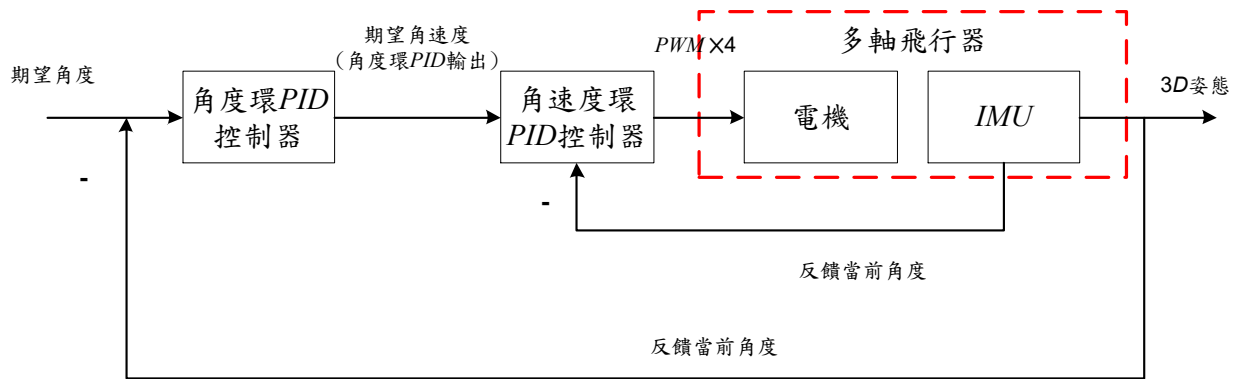 期望角度
-
角度環PID
控制器
期望角速度
（角度環PID輸出）
角速度環
PID控制器
-
PWM ×4
多軸飛行器
電機
IMU
3D姿態
反饋當前角度
反饋當前角度